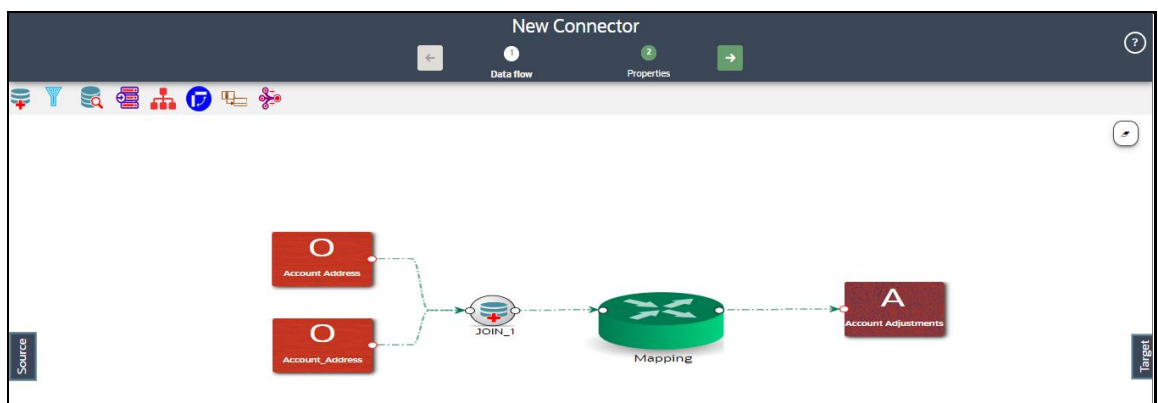 New Connector
?
1
2
Data flow
Properties
O
Account Address
O
Account_Address
JOIN_1
Mapping
A
Account Adjustments
Source
Target